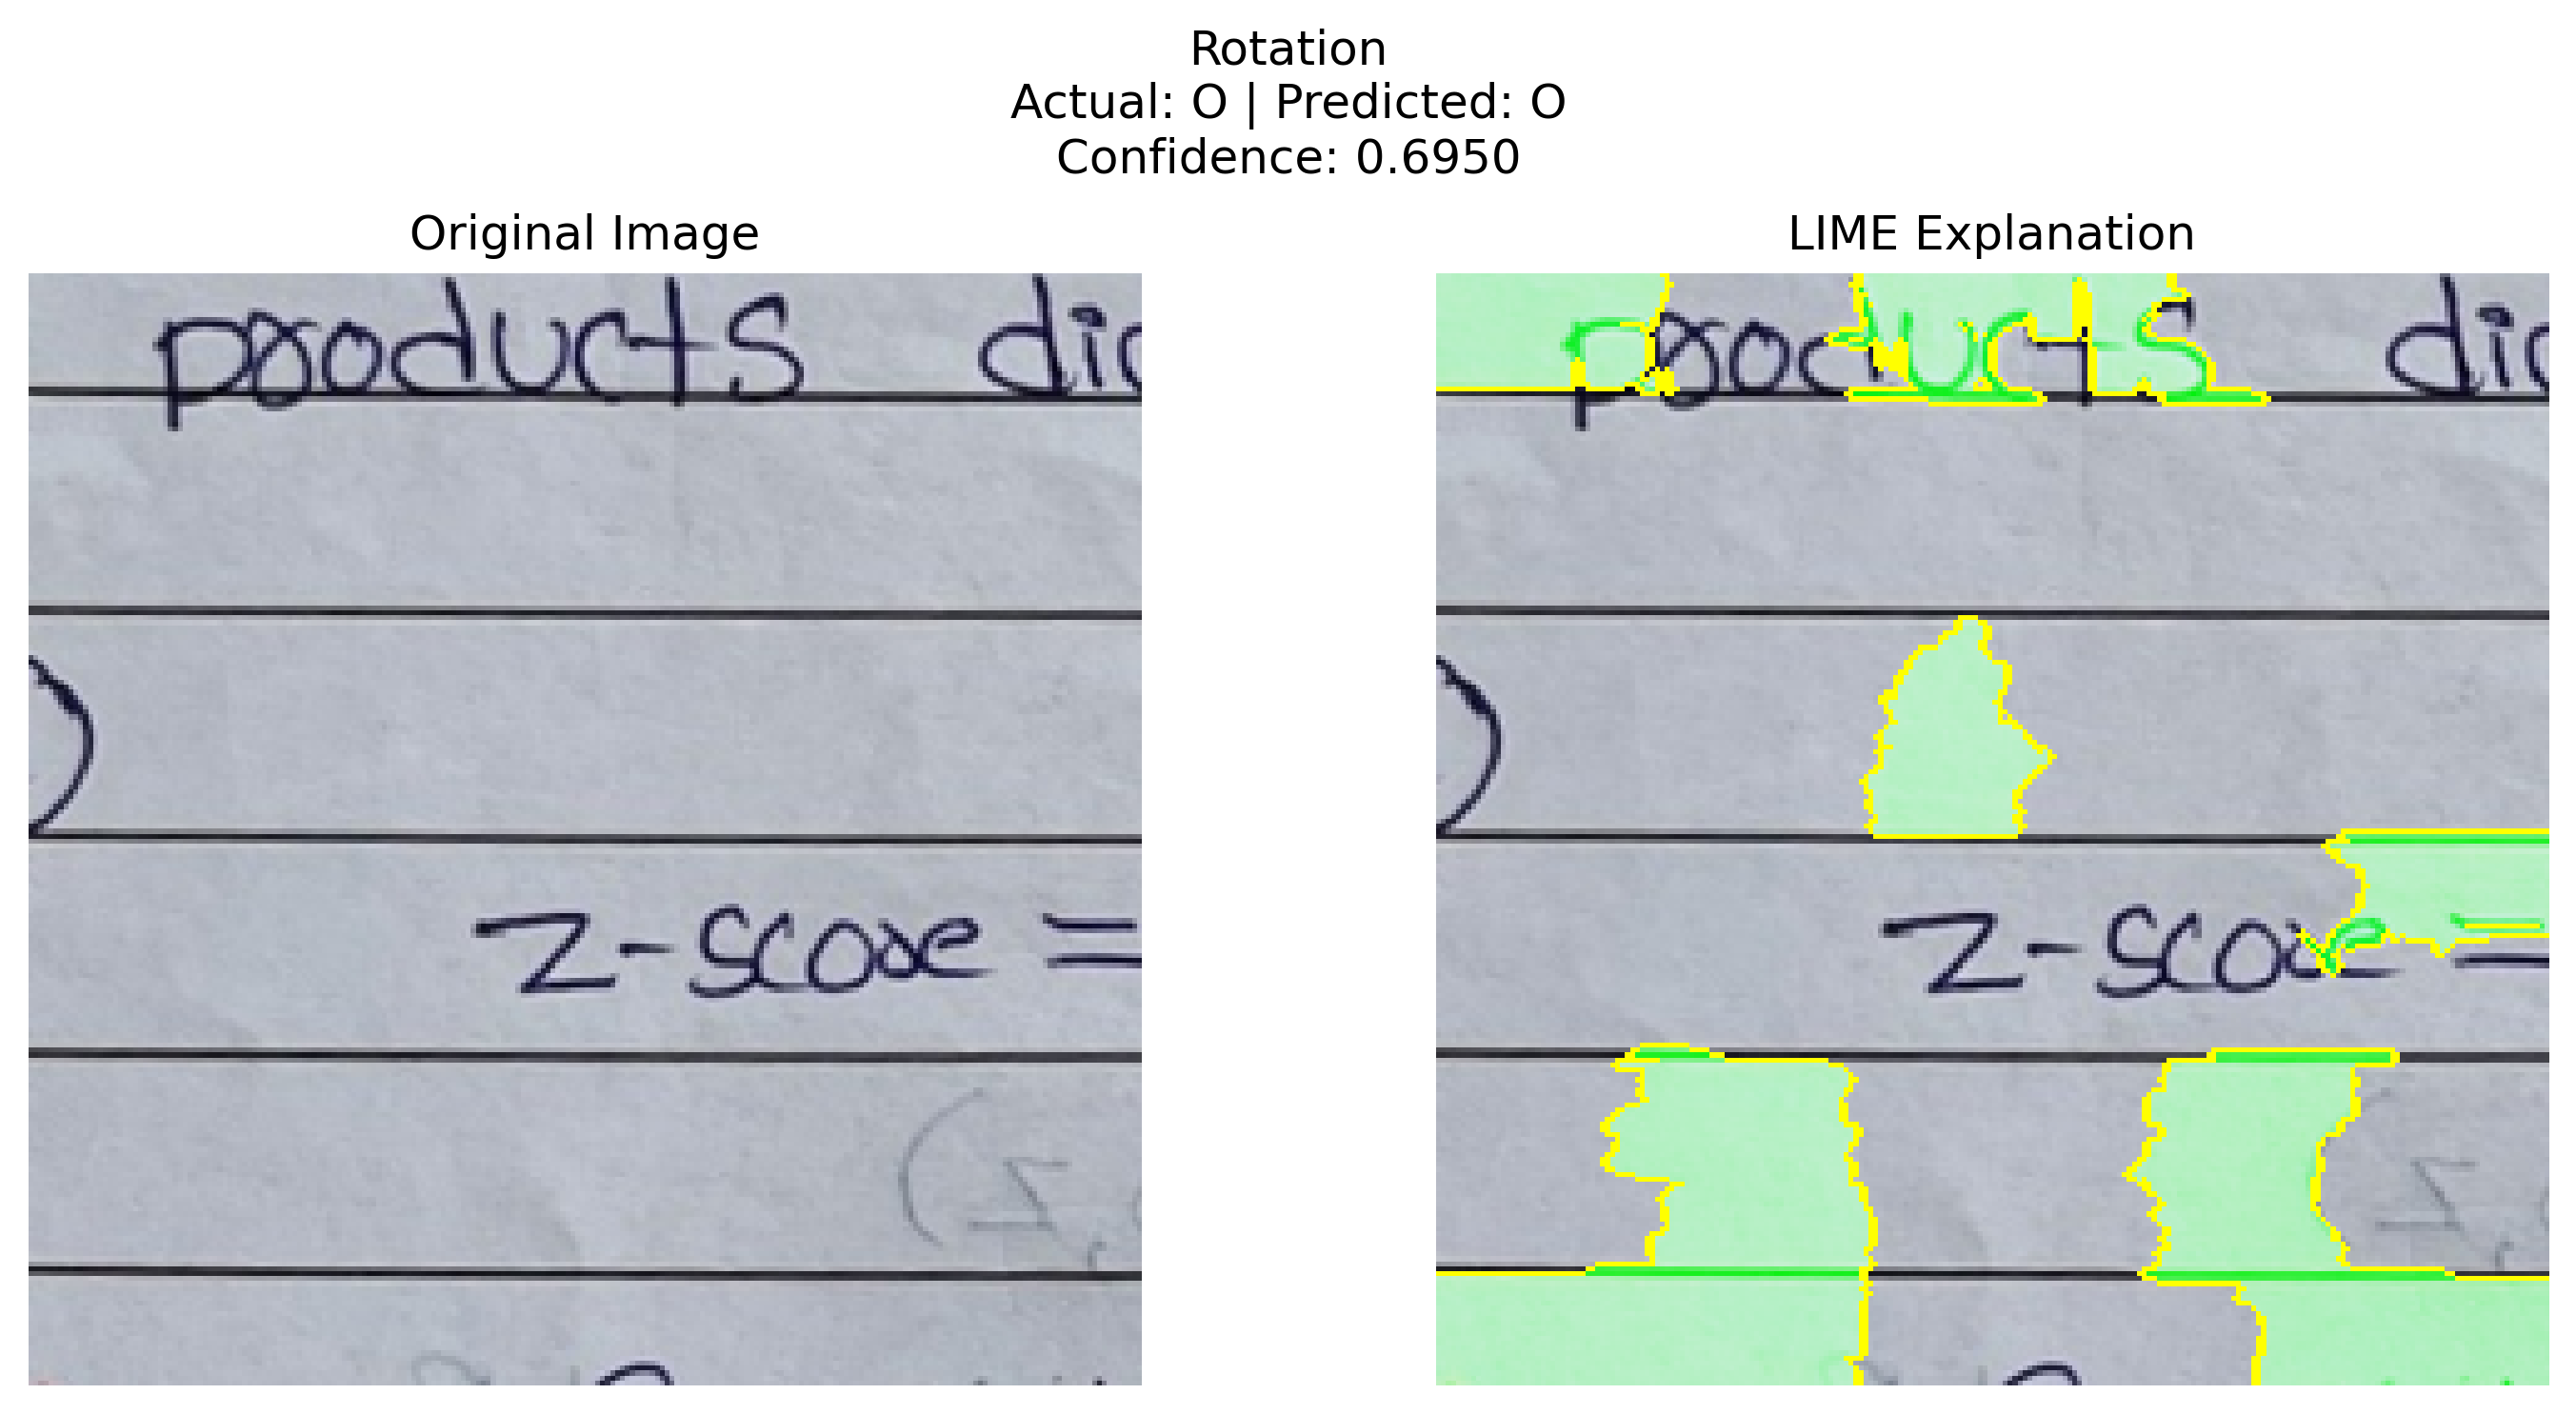 Rotation
Actual: O | Predicted: O
Confidence: 0.6950
Original Image
LIME Explanation
products
)
z-score =
products
)
z-score =